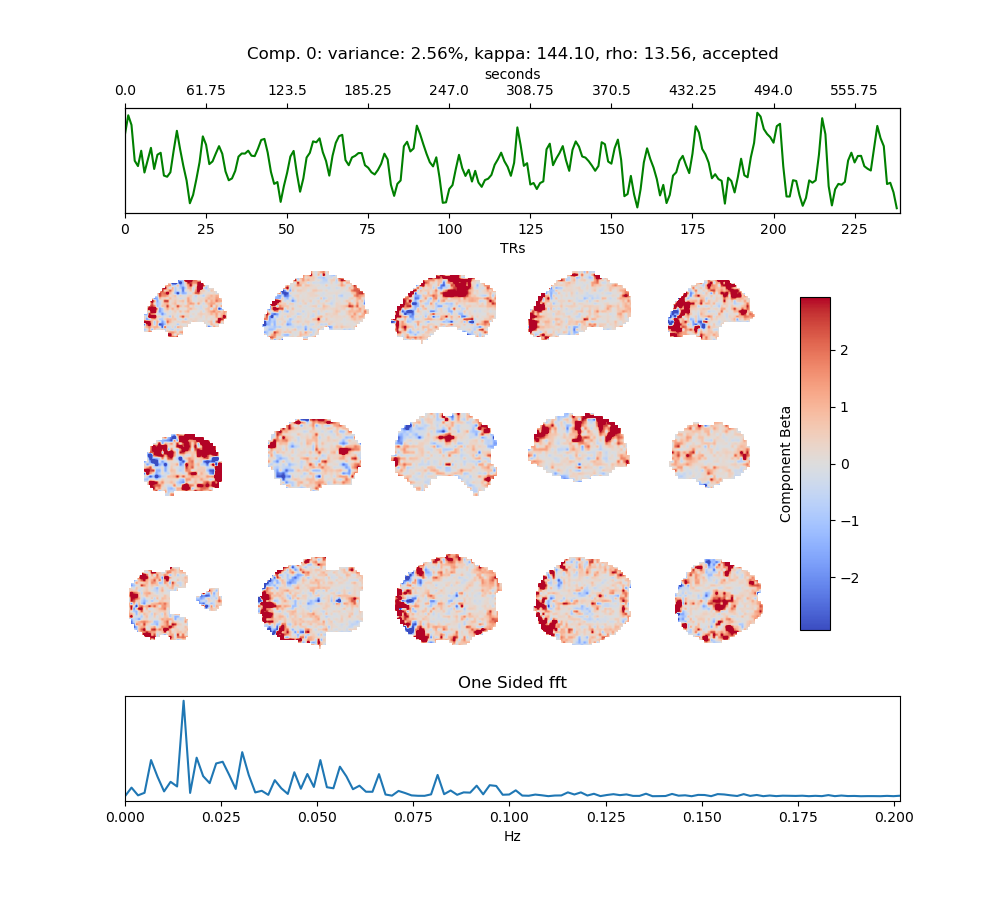 Comp. 0: variance: 2.56%, kappa: 144.10, rho: 13.56, accepted
seconds
0.0 61.75 123.5 185.25 247.0 308.75 370.5 432.25 494.0 555.75
0 25 50 75 100 125 150 175 200 225
TRs
2
1
0
−1
−2
Component Beta
One Sided fft
0.000 0.025 0.050 0.075 0.100 0.125 0.150 0.175 0.200
Hz